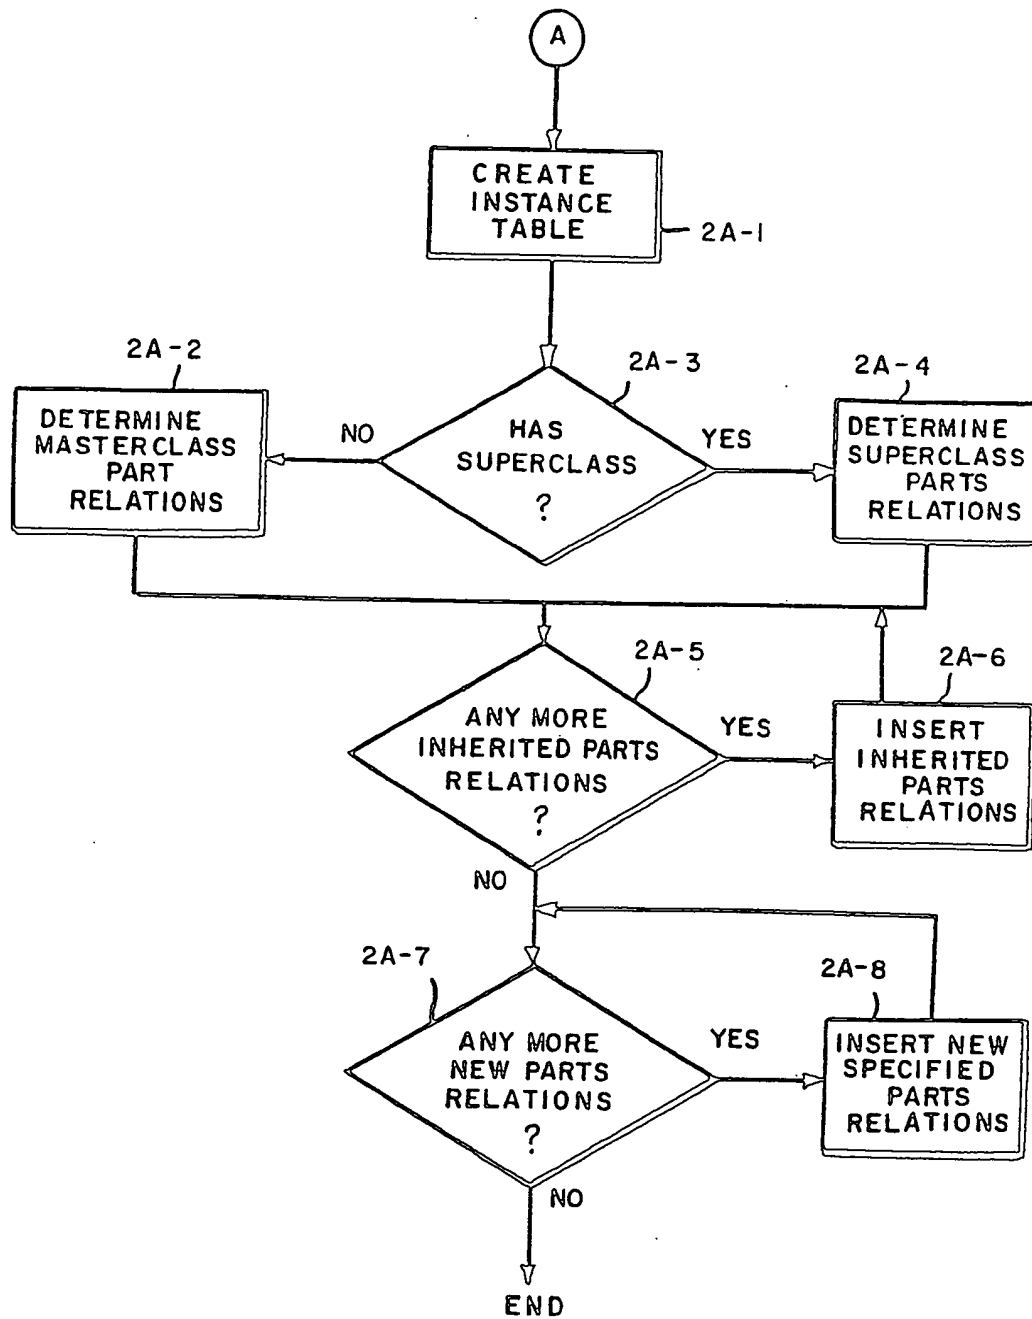 A
CREATE
INSTANCE
TABLE
2A-1
2A-2
2A-3
2A-4
DETERMINE
MASTERCLASS
PART
RELATIONS
NO
HAS
SUPERCLASS
?
YES
DETERMINE
SUPERCLASS
PARTS
RELATIONS
2A-5
2A-6
ANY MORE
INHERITED PARTS
RELATIONS
?
YES
INSERT
INHERITED
PARTS
RELATIONS
NO
2A-7
2A-8
ANY MORE
NEW PARTS
RELATIONS
?
YES
INSERT NEW
SPECIFIED
PARTS
RELATIONS
NO
END